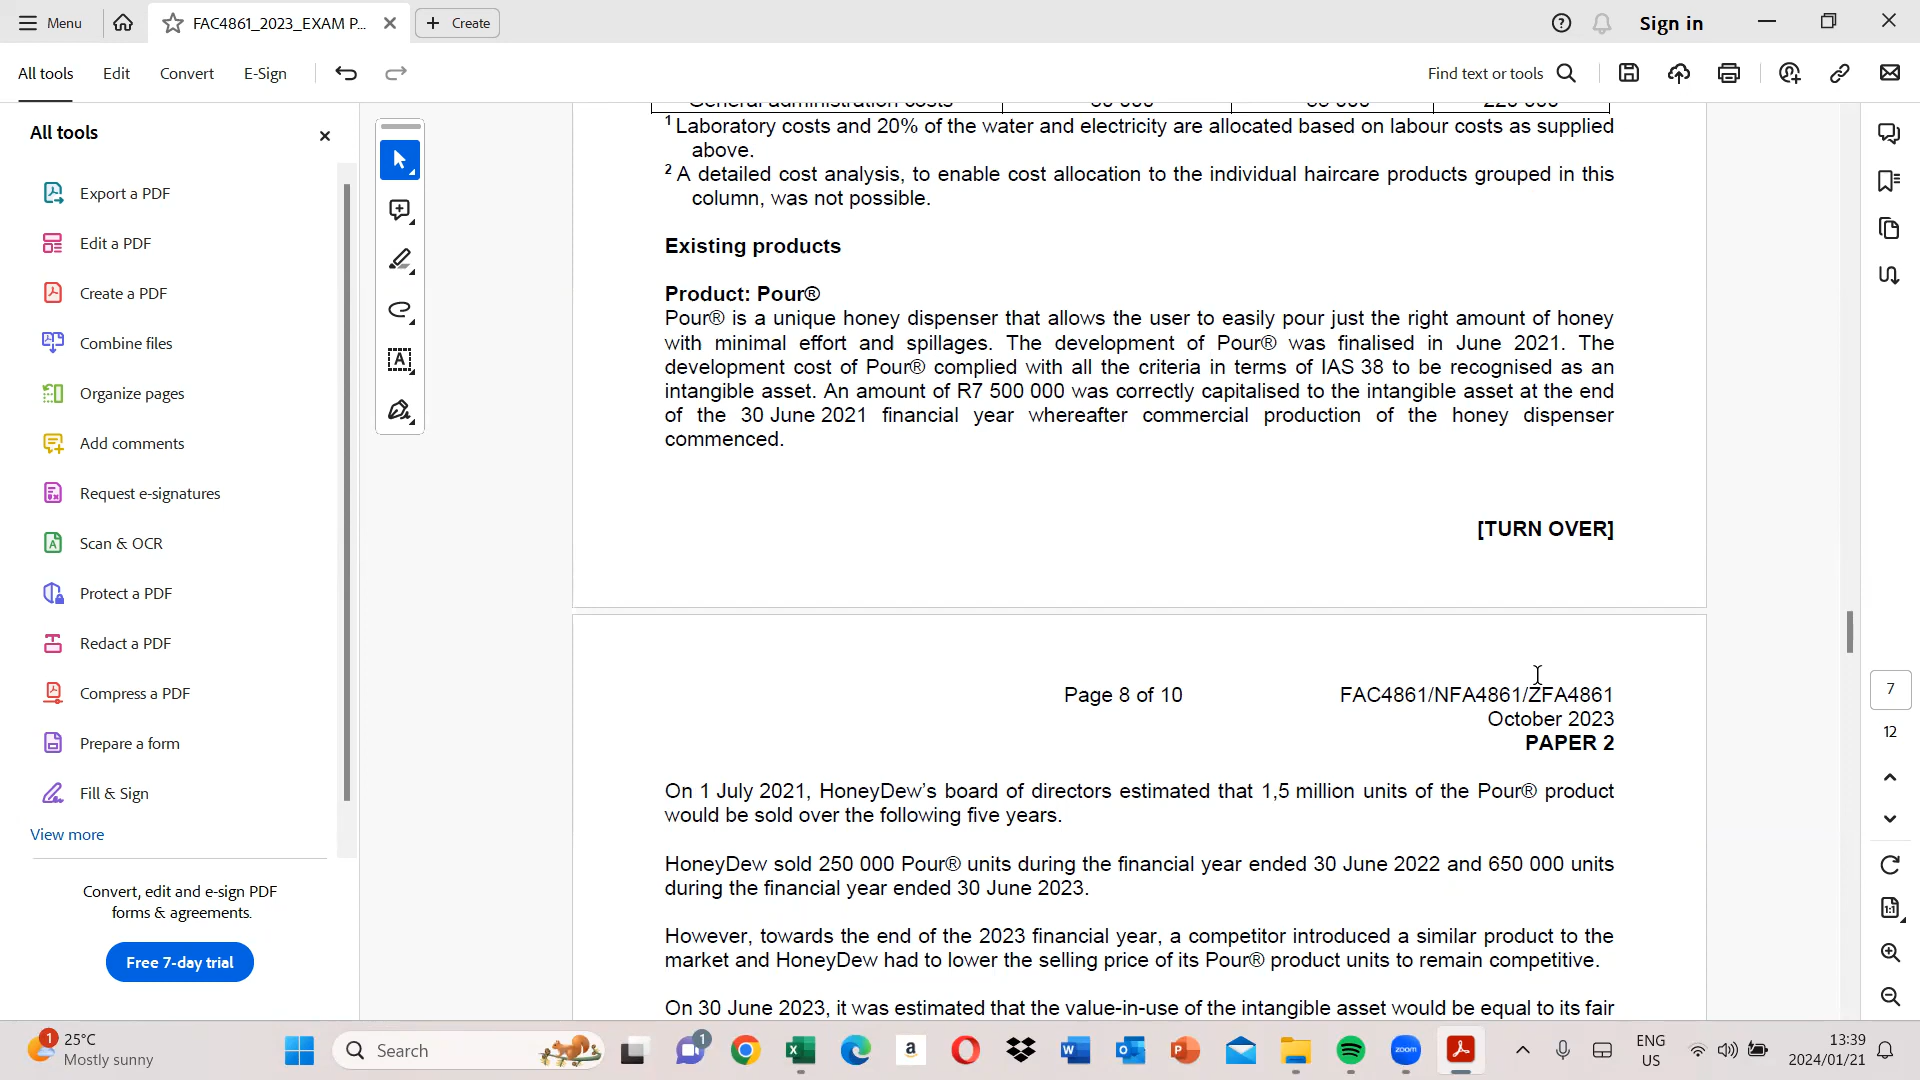 Menu
FAC4861_2023_EXAM P...
Create
Sign in
All tools
Edit
Convert
E-Sign
Find text or tools
All tools
Export a PDF
Edit a PDF
Create a PDF
Combine files
Organize pages
Add comments
Request e-signatures
Scan & OCR
Protect a PDF
Redact a PDF
Compress a PDF
Prepare a form
Fill & Sign
View more
Convert, edit and e-sign PDF
forms & agreements.
Free 7-day trial
General administration costs
1 Laboratory costs and 20% of the water and electricity are allocated based on labour costs as supplied
above.
2 A detailed cost analysis, to enable cost allocation to the individual haircare products grouped in this
column, was not possible.
Existing products
Product: Pour®
Pour® is a unique honey dispenser that allows the user to easily pour just the right amount of honey
with minimal effort and spillages. The development of Pour® was finalised in June 2021. The
development cost of Pour® complied with all the criteria in terms of IAS 38 to be recognised as an
intangible asset. An amount of R7 500 000 was correctly capitalised to the intangible asset at the end
of the 30 June 2021 financial year whereafter commercial production of the honey dispenser
commenced.
[TURN OVER]
Page 8 of 10
FAC4861/NFA4861/ZFA4861
October 2023
PAPER 2
On 1 July 2021, HoneyDew's board of directors estimated that 1,5 million units of the Pour® product
would be sold over the following five years.
HoneyDew sold 250 000 Pour® units during the financial year ended 30 June 2022 and 650 000 units
during the financial year ended 30 June 2023.
However, towards the end of the 2023 financial year, a competitor introduced a similar product to the
market and HoneyDew had to lower the selling price of its Pour® product units to remain competitive.
On 30 June 2023, it was estimated that the value-in-use of the intangible asset would be equal to its fair
7
12
1
25°C
Mostly sunny
Search
1
zoom
ENG
US
13:39
2024/01/21